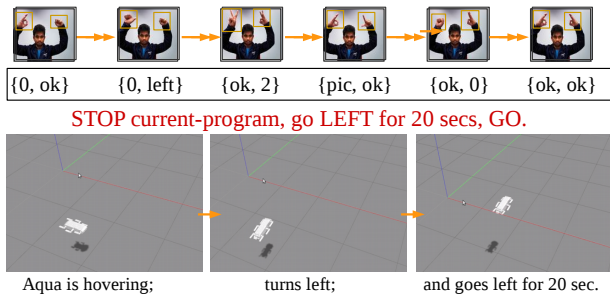 {0, ok} {0, left} {ok, 2} {pic, ok} {ok, 0} {ok, ok}
STOP current-program, go LEFT for 20 secs, GO.
Aqua is hovering; turns left; and goes left for 20 sec.